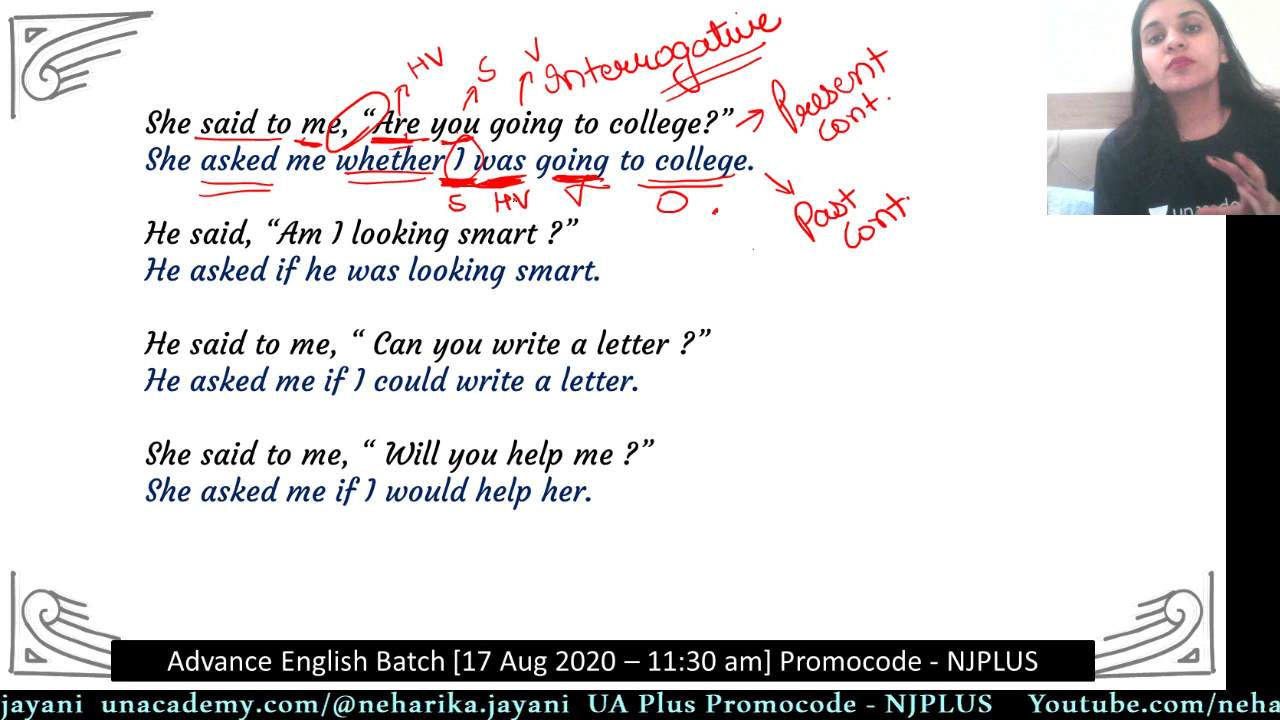 HV
S
V
Interrogative
She said to me, “Are you going to college?”
Present
cont.
She asked me whether I was going to college.
S HV V O
Past
cont.
He said, “Am I looking smart ?”
He asked if he was looking smart.
He said to me, “ Can you write a letter ?”
He asked me if I could write a letter.
She said to me, “ Will you help me ?”
She asked me if I would help her.
Advance English Batch [17 Aug 2020 – 11:30 am] Promocode - NJPLUS
jayani unacademy.com/@neharika.jayani UA Plus Promocode - NJPLUS Youtube.com/neha